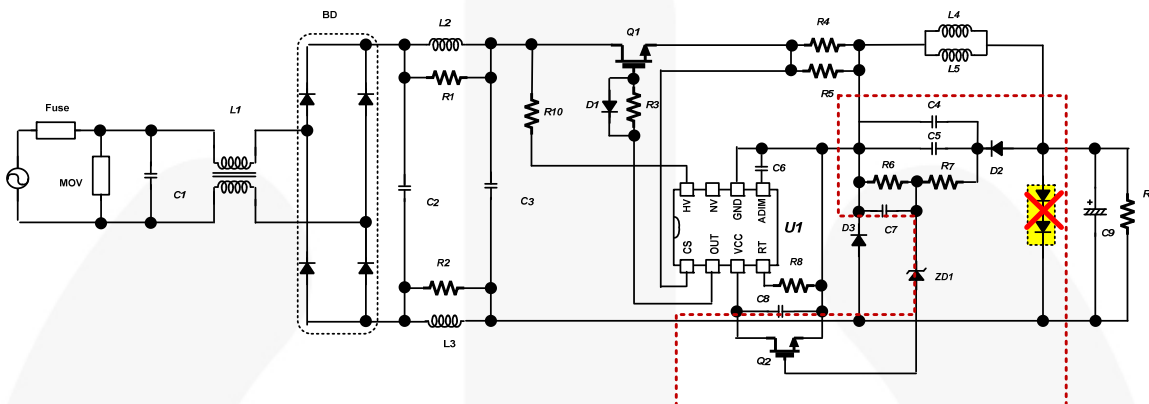 BD
L2
Q1
R4
L4
L5
Fuse
L1
R1
R10
D1
R3
R5
C4
C5
MOV
C1
C6
R6
R7
D2
HV
NV
GND
ADIM
U1
C2
C3
C7
D3
+
C9
R
CS
OUT
VCC
RT
R2
R8
ZD1
C8
L3
Q2